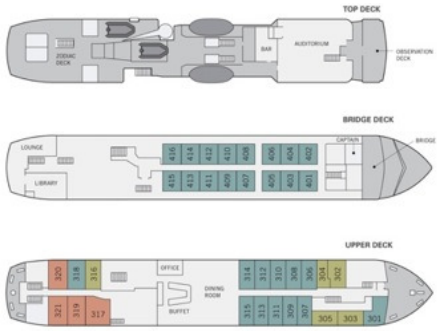 TOP DECK
ZODIAC
DECK
BAR
AUDITORIUM
OBSERVATION
DECK
BRIDGE DECK
LOUNGE
LIBRARY
416 414 412 410 408 406 404 402
415 413 411 409 407 405 403 401
CAPTAIN
BRIDGE
UPPER DECK
320 318 316
321 319 317
OFFICE
BUFFET
DINING
ROOM
314 312 310 308 306 304 302
315 313 311 309 307 305 303 301